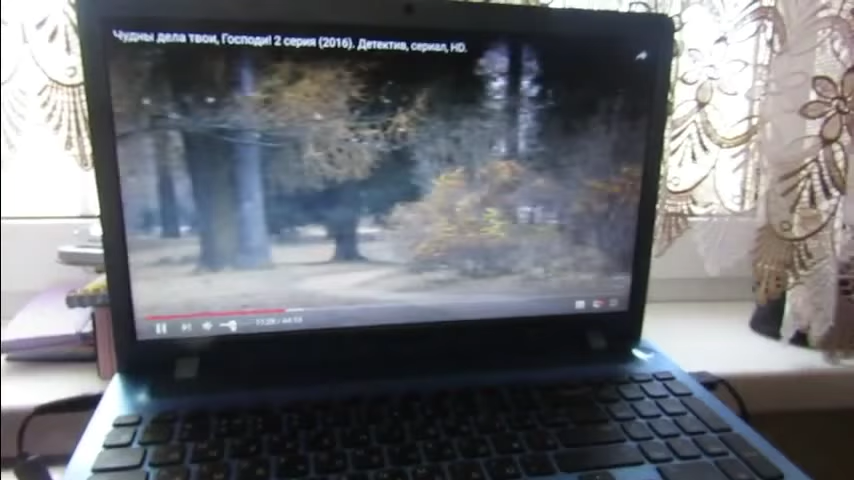 Чудны дела твои, Господи! 2 серия (2016). Детектив, сериал, HD.